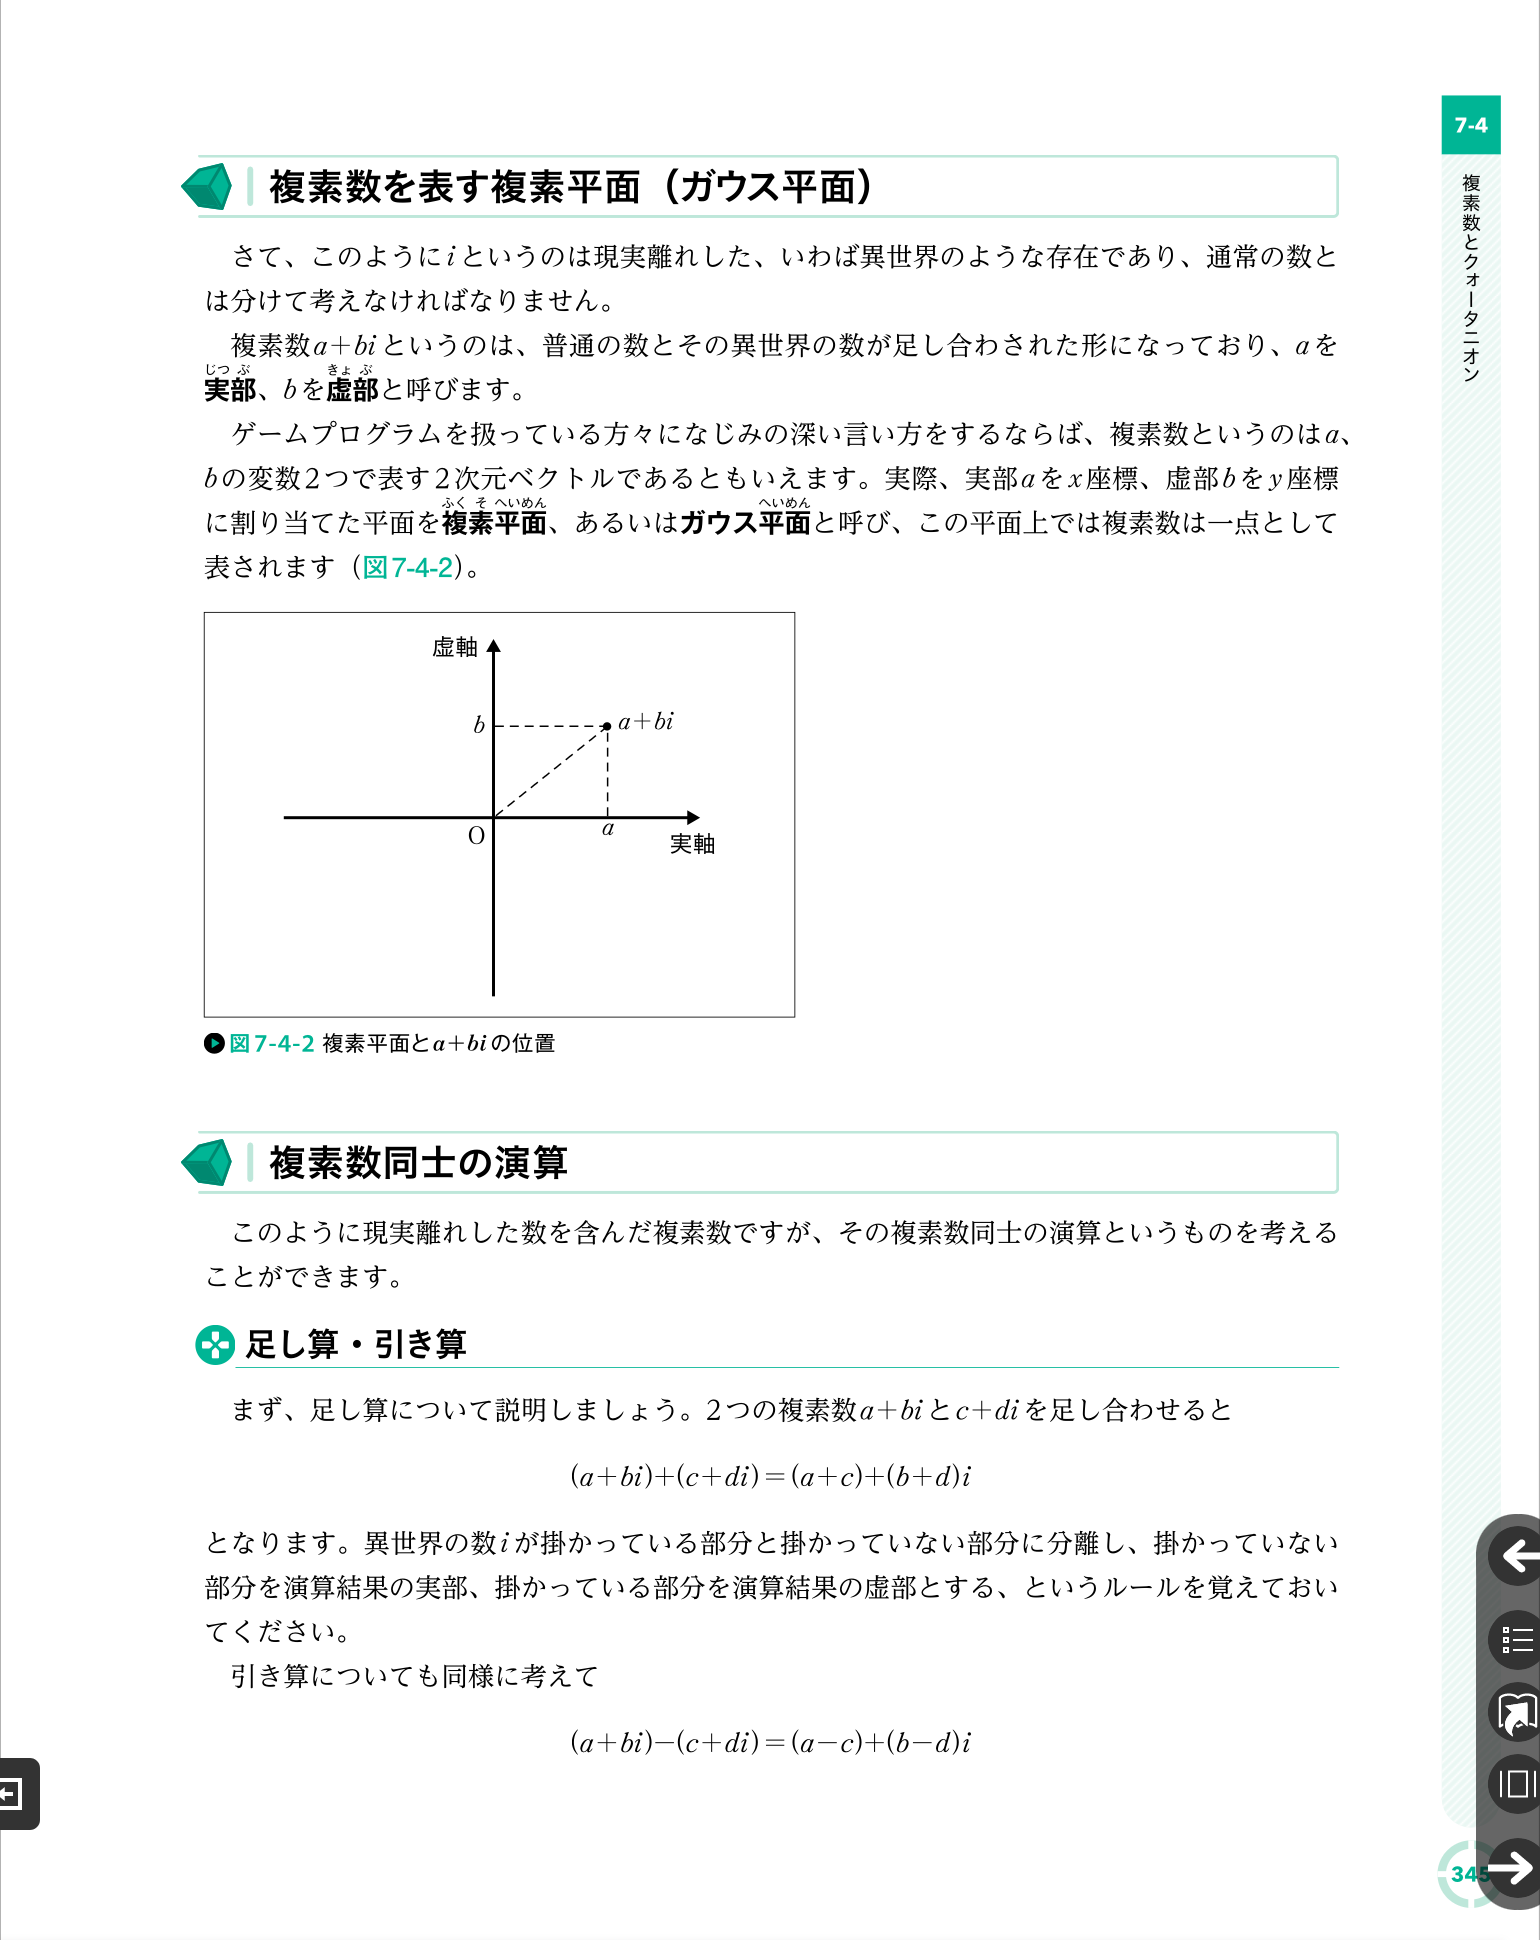 7-4
複素数とクォータニオン
複素数を表す複素平面（ガウス平面）
さて、このようにiというのは現実離れした、いわば異世界のような存在であり、通常の数と
は分けて考えなければなりません。
複素数a+biというのは、普通の数とその異世界の数が足し合わされた形になっており、aを
じつ ぶ きょ ぶ
実部、bを虚部と呼びます。
ゲームプログラムを扱っている方々になじみの深い言い方をするならば、複素数というのはa、
bの変数2つで表す2次元ベクトルであるともいえます。実際、実部aをx座標、虚部bをy座標
ふく そ へいめん へいめん
に割り当てた平面を複素平面、あるいはガウス平面と呼び、この平面上では複素数は一点として
表されます（図7-4-2）。
虚軸
b
a+bi
O
a
実軸
図7-4-2 複素平面とa+biの位置
複素数同士の演算
このように現実離れした数を含んだ複素数ですが、その複素数同士の演算というものを考える
ことができます。
足し算・引き算
まず、足し算について説明しましょう。2つの複素数a+biとc+diを足し合わせると
(a+bi)+(c+di)=(a+c)+(b+d)i
となります。異世界の数iが掛かっている部分と掛かっていない部分に分離し、掛かっていない
部分を演算結果の実部、掛かっている部分を演算結果の虚部とする、というルールを覚えておい
てください。
引き算についても同様に考えて
(a+bi)−(c+di)=(a−c)+(b−d)i
345